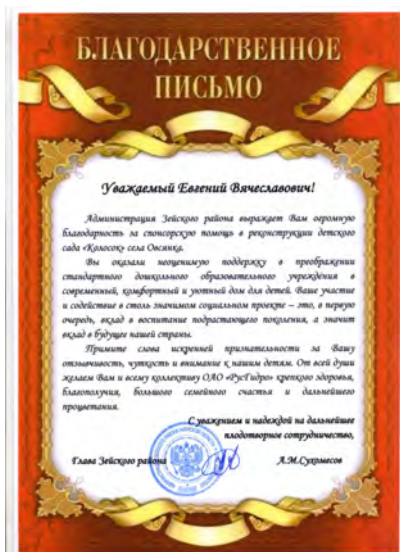 БЛАГОДАРСТВЕННОЕ
ПИСЬМО
Уважаемый Евгений Вячеславович!
Администрация Зейского района выражает Вам огромную
благодарность за спонсорскую помощь в реконструкции детского
сада «Колосок» села Овсянка.
Вы оказали неоценимую поддержку в преображении
стандартного дошкольного образовательного учреждения в
современный, комфортный и уютный дом для детей. Ваше участие
и содействие в столь значимом социальном проекте – это, в первую
очередь, вклад в воспитание подрастающего поколения, а значит
вклад в будущее нашей страны.
Примите слова искренней признательности за Вашу
отзывчивость, чуткость и внимание к нашим детям. От всей души
желаем Вам и всему коллективу ОАО «РусГидро» крепкого здоровья,
благополучия, большого семейного счастья и дальнейшего
процветания.
С уважением и надеждой на дальнейшее
плодотворное сотрудничество,
Глава Зейского района А.М.Сухомесов